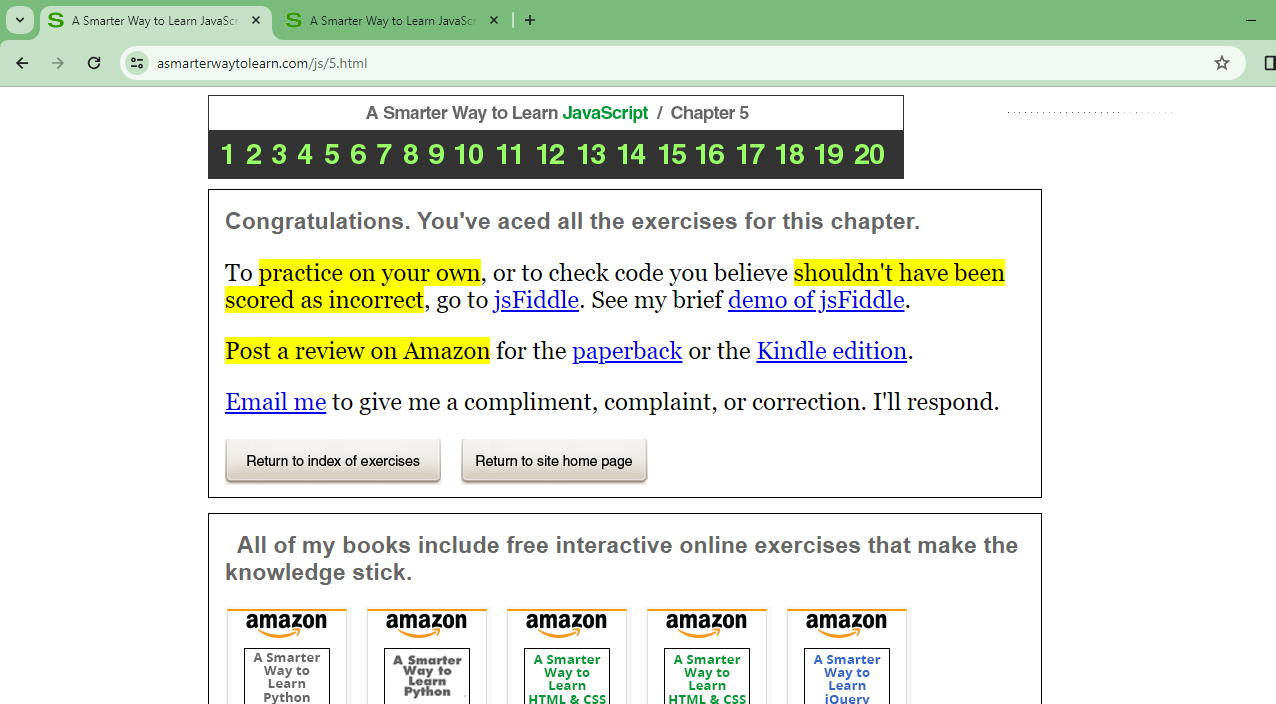 A Smarter Way to Learn JavaSc
A Smarter Way to Learn JavaSc
asmarterwaytolearn.com/js/5.html
A Smarter Way to Learn JavaScript / Chapter 5
1 2 3 4 5 6 7 8 9 10 11 12 13 14 15 16 17 18 19 20
Congratulations. You've aced all the exercises for this chapter.
To practice on your own, or to check code you believe shouldn't have been
scored as incorrect, go to jsFiddle. See my brief demo of jsFiddle.
Post a review on Amazon for the paperback or the Kindle edition.
Email me to give me a compliment, complaint, or correction. I'll respond.
Return to index of exercises
Return to site home page
All of my books include free interactive online exercises that make the
knowledge stick.
amazon amazon amazon amazon amazon
A Smarter
Way to
Learn
Python
A Smarter
Way to
Learn
Python
A Smarter
Way to
Learn
HTML & CSS
A Smarter
Way to
Learn
HTML & CSS
A Smarter
Way to
Learn
jQuery